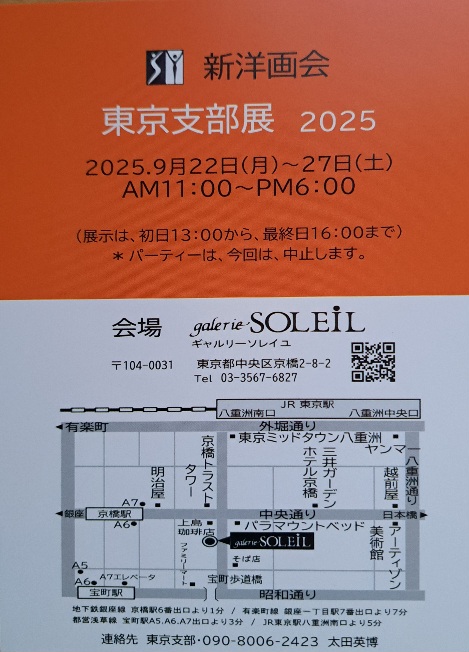 SY 新洋画会
東京支部展 2025
2025.9月22日(月)～27日(土)
AM11:00～PM6:00
(展示は、初日13:00から、最終日16:00まで)
＊パーティーは、今回は、中止します。
会場 galerie SOLEIL
ギャルリーソレイユ
〒104-0031 東京都中央区京橋2-8-2
Tel 03-3567-6827
JR 東京駅
八重洲南口 八重洲中央口
有楽町 外堀通り
東京ミッドタウン八重洲
ヤンマー
八重洲通り
京橋トラストタワー
明治屋
三井ガーデンホテル京橋
越前屋
A7
銀座 京橋駅 中央通り 日本橋
A6
上島珈琲店
パラマウントベッド
galerie SOLEIL
アーティゾン美術館
ファミリーマート
そば店
A5
A6 A7エレベータ 宝町歩道橋
宝町駅 昭和通り
地下鉄銀座線 京橋駅6番出口より1分 / 有楽町線 銀座一丁目駅7番出口より7分
都営浅草線 宝町駅A5.A6.A7出口より3分 / JR東京駅八重洲南口より5分
連絡先 東京支部・090-8006-2423 太田英博